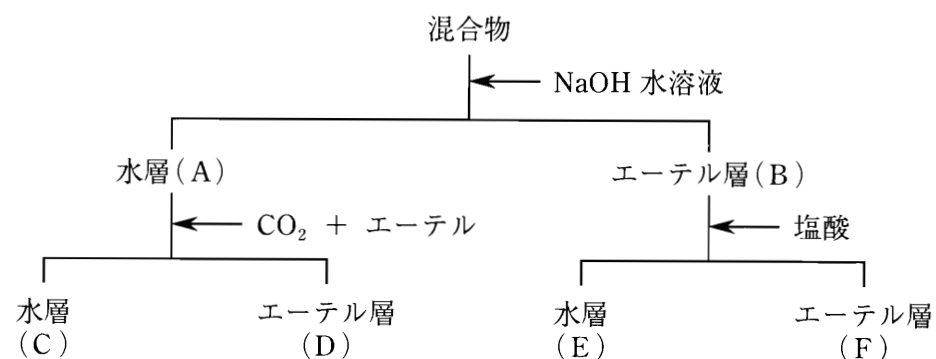 混合物
NaOH 水溶液
水層(A)
エーテル層(B)
CO₂ + エーテル
塩酸
水層
(C)
エーテル層
(D)
水層
(E)
エーテル層
(F)